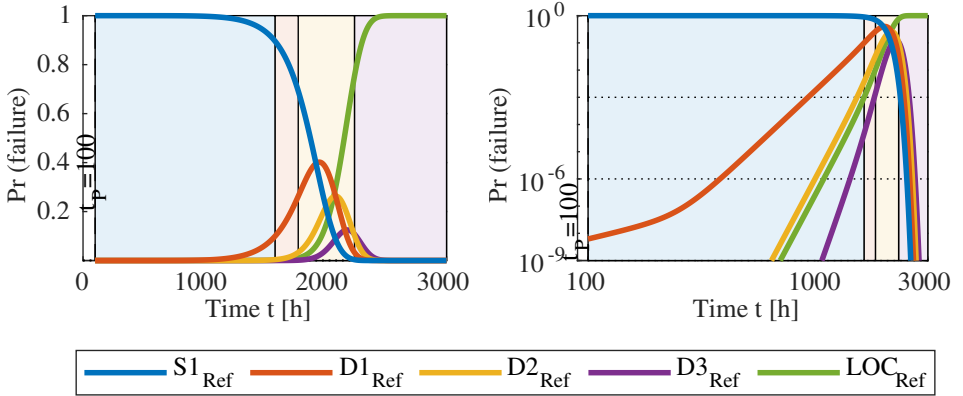 1
0.8
0.6
0.4
0.2
Pr (failure)
t_P=100
0
1000
2000
3000
Time t [h]
10^0
10^-6
10^-9
Pr (failure)
t_P=100
100
1000
3000
Time t [h]
S1_Ref D1_Ref D2_Ref D3_Ref LOC_Ref